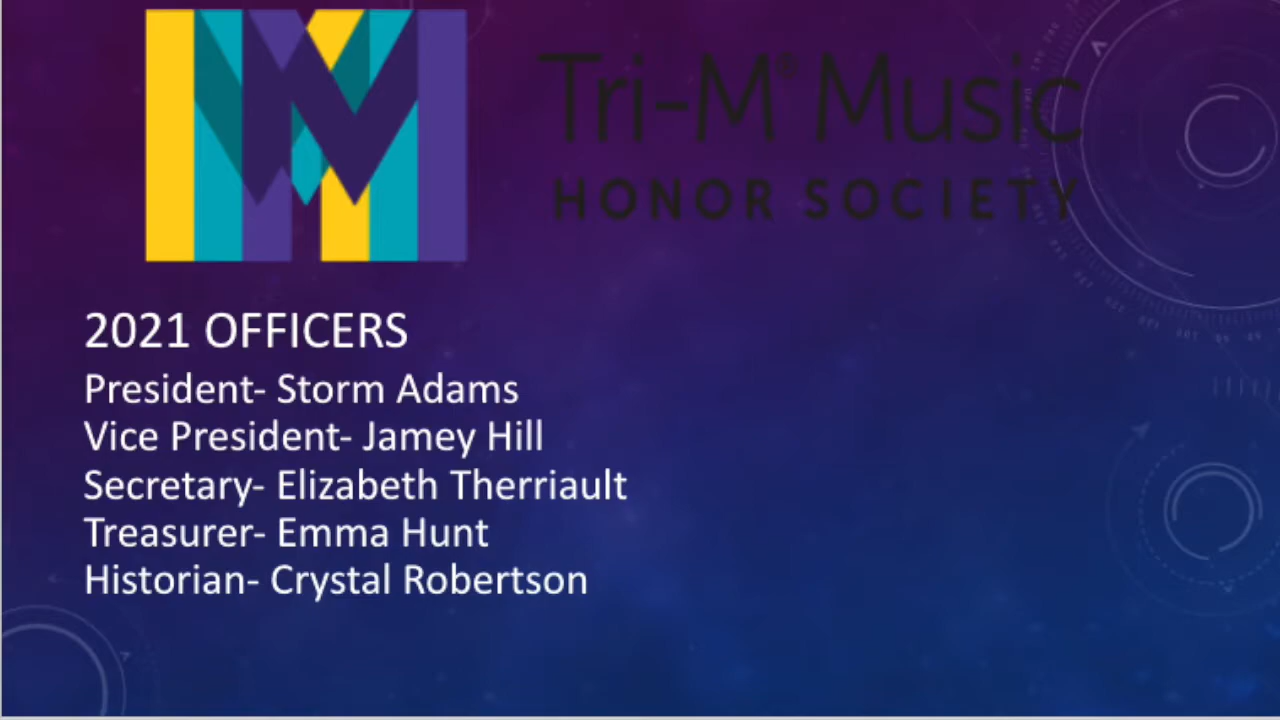 Tri-M® Music
HONOR SOCIETY
2021 OFFICERS
President- Storm Adams
Vice President- Jamey Hill
Secretary- Elizabeth Therriault
Treasurer- Emma Hunt
Historian- Crystal Robertson